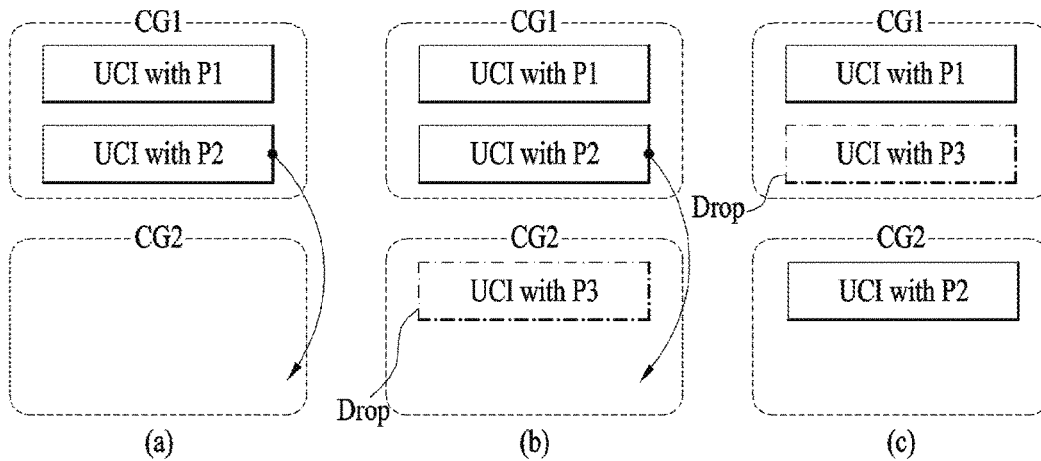 CG1
UCI with P1
UCI with P2
CG2
(a)
CG1
UCI with P1
UCI with P2
CG2
UCI with P3
Drop
(b)
CG1
UCI with P1
UCI with P3
Drop
CG2
UCI with P2
(c)